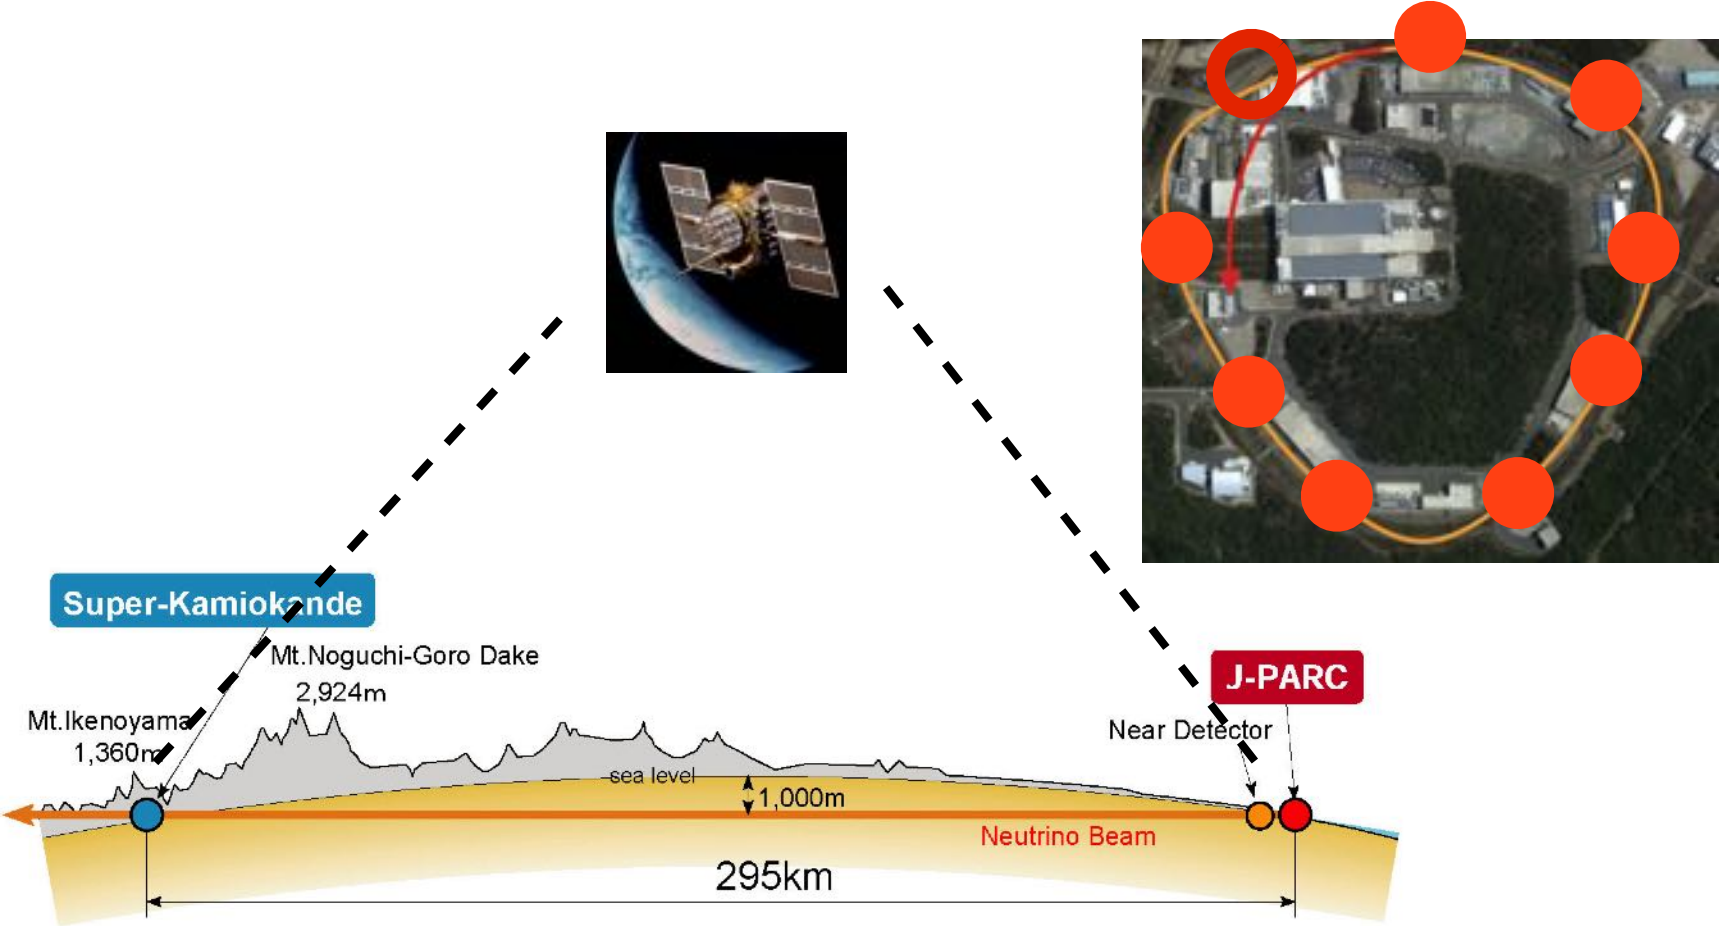 Super-Kamiokande
Mt.Noguchi-Goro Dake
2,924m
Mt.Ikenoyama
1,360m
J-PARC
Near Detector
sea level
1,000m
Neutrino Beam
295km